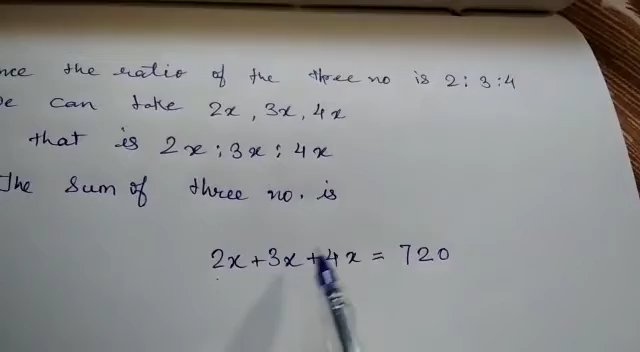 nce the ratio of the three no is 2:3:4
e can take 2x, 3x, 4x
that is 2x:3x:4x
The sum of three no. is
2x+3x+4x = 720